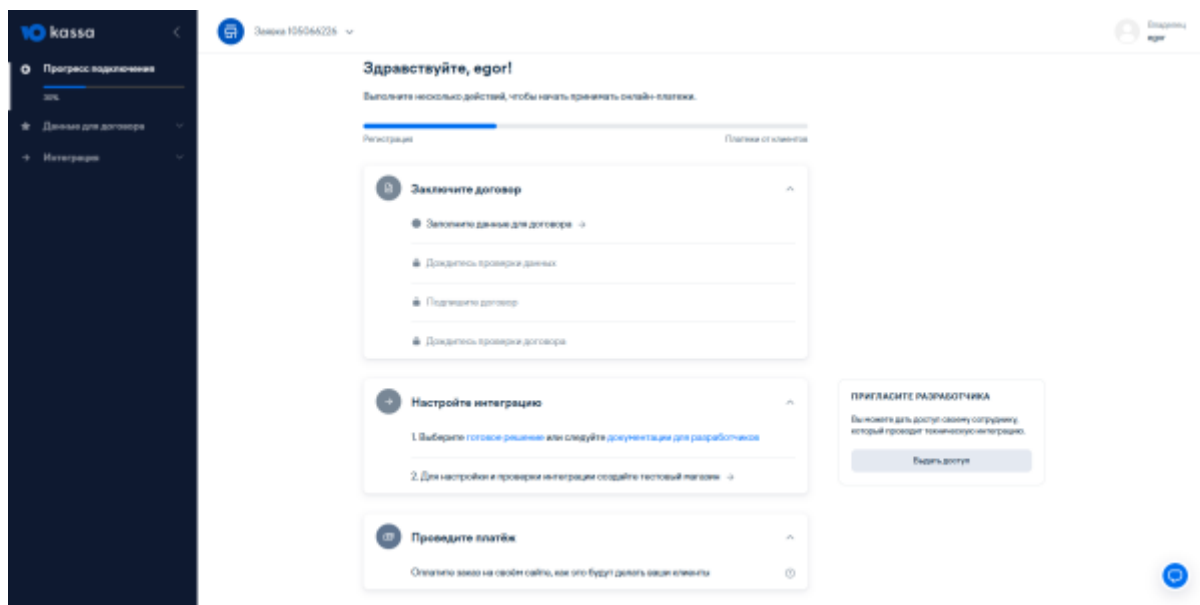 Ю kassa
Заявка 105066226
Владелец
egor
Прогресс подключения
30%
Данные для договора
Интеграция
Здравствуйте, egor!
Выполните несколько действий, чтобы начать принимать онлайн-платежи.
Регистрация
Платежи от клиентов
Заключите договор
Заполните данные для договора →
Дождитесь проверки данных
Подпишите договор
Дождитесь проверки договора
Настройте интеграцию
1. Выберите готовое решение или следуйте документации для разработчиков
2. Для настройки и проверки интеграции создайте тестовый магазин →
ПРИГЛАСИТЕ РАЗРАБОТЧИКА
Вы можете дать доступ своему сотруднику,
который проводит техническую интеграцию.
Выдать доступ
Проведите платёж
Оплатите заказ на своём сайте, как это будут делать ваши клиенты